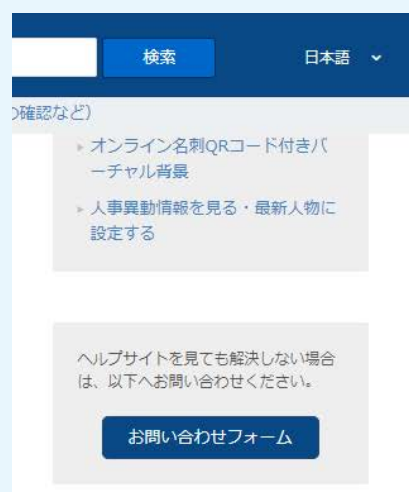 検索
日本語
の確認など)
オンライン名刺QRコード付きバ
ーチャル背景
人事異動情報を見る・最新人物に
設定する
ヘルプサイトを見ても解決しない場合
は、以下へお問い合わせください。
お問い合わせフォーム